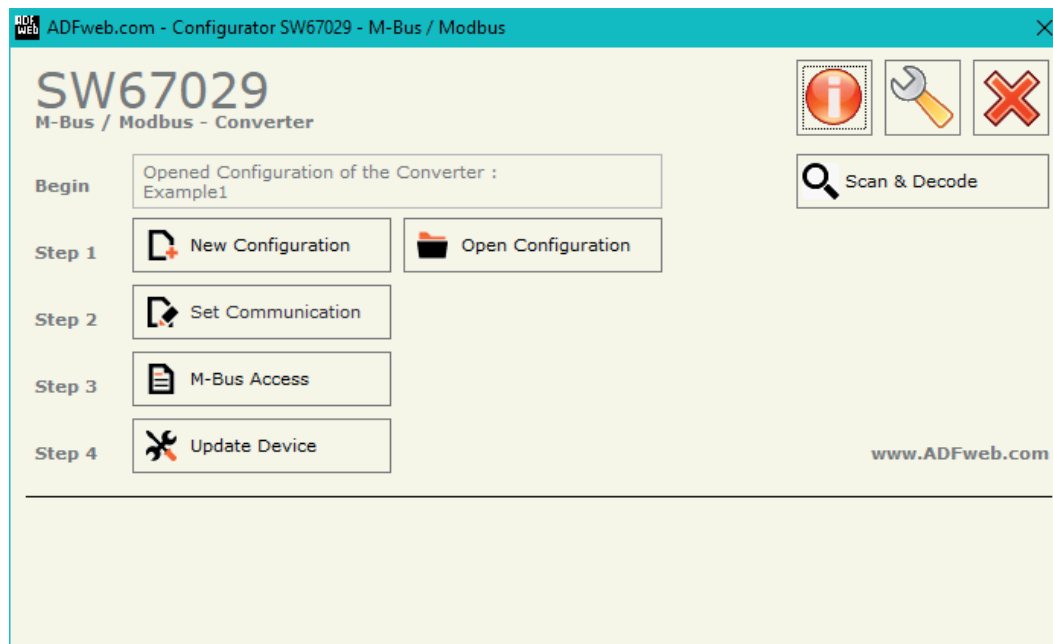 ADF
WEB
ADFweb.com - Configurator SW67029 - M-Bus / Modbus
SW67029
M-Bus / Modbus - Converter
Begin
Opened Configuration of the Converter :
Example1
Scan & Decode
Step 1
New Configuration
Open Configuration
Step 2
Set Communication
Step 3
M-Bus Access
Step 4
Update Device
www.ADFweb.com